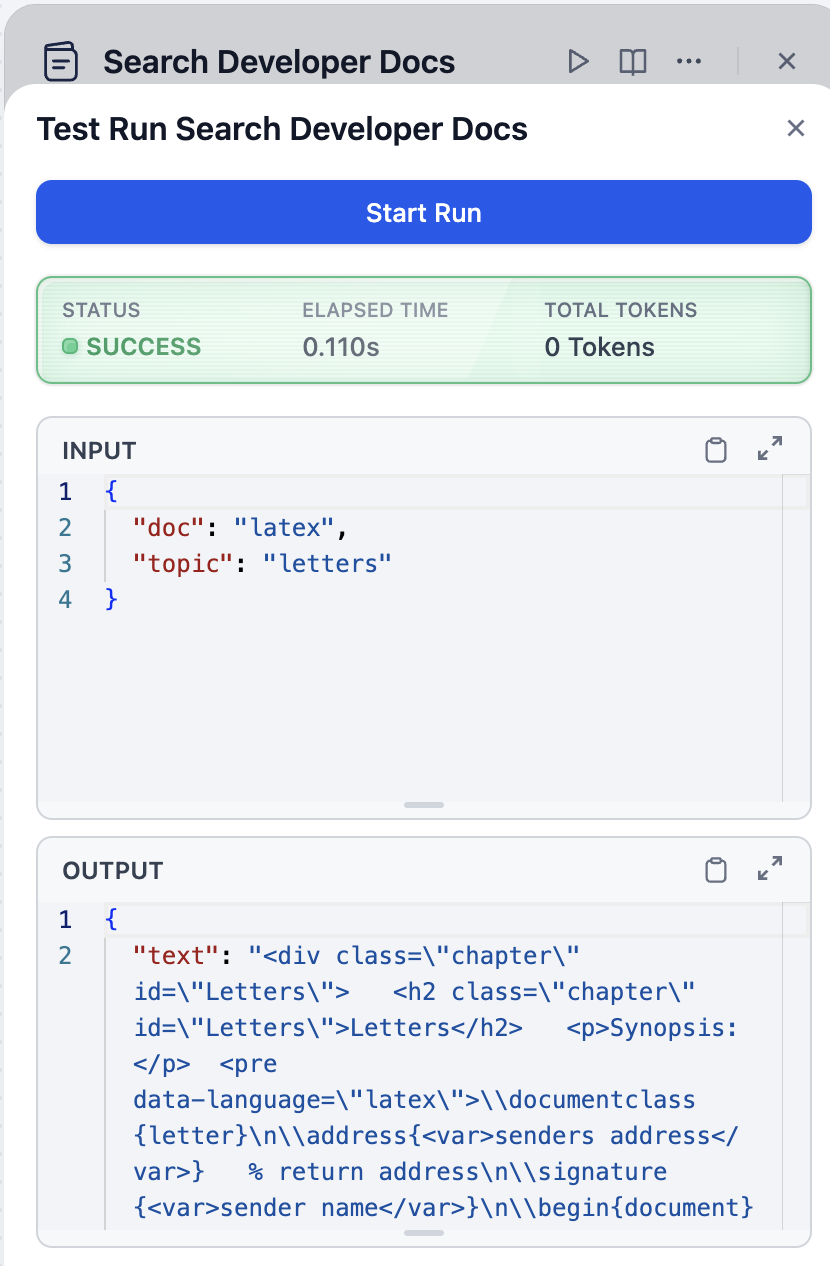 Search Developer Docs
Test Run Search Developer Docs
Start Run
STATUS
SUCCESS
ELAPSED TIME
0.110s
TOTAL TOKENS
0 Tokens
INPUT
1 {
2 "doc": "latex",
3 "topic": "letters"
4 }
OUTPUT
1 {
2 "text": "<div class=\"chapter\"
id=\"Letters\">   <h2 class=\"chapter\"
id=\"Letters\">Letters</h2>   <p>Synopsis:
</p>  <pre
data-language=\"latex\">\\documentclass
{letter}\n\\address{<var>senders address</
var>}   % return address\n\\signature
{<var>sender name</var>}\n\\begin{document}